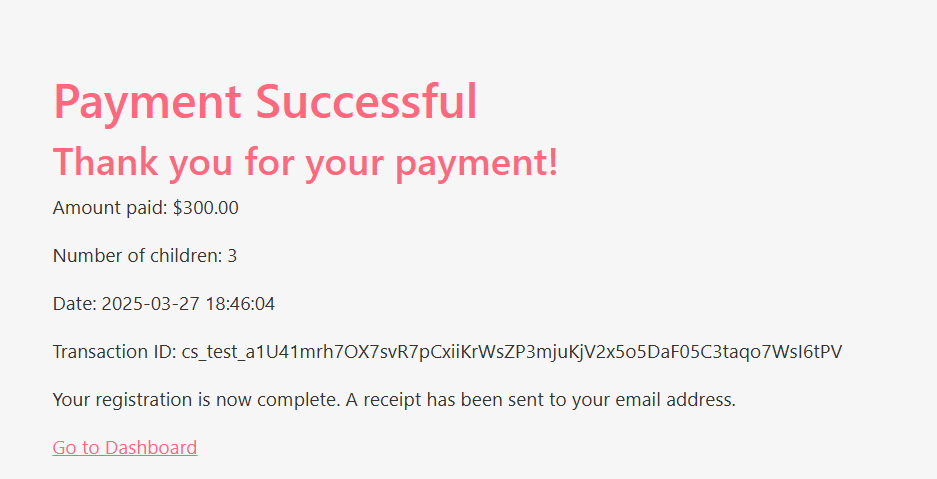 Payment Successful
Thank you for your payment!
Amount paid: $300.00
Number of children: 3
Date: 2025-03-27 18:46:04
Transaction ID: cs_test_a1U41mrh7OX7svR7pCxiiKrWsZP3mjuKjV2x5o5DaF05C3taqo7WsI6tPV
Your registration is now complete. A receipt has been sent to your email address.
Go to Dashboard